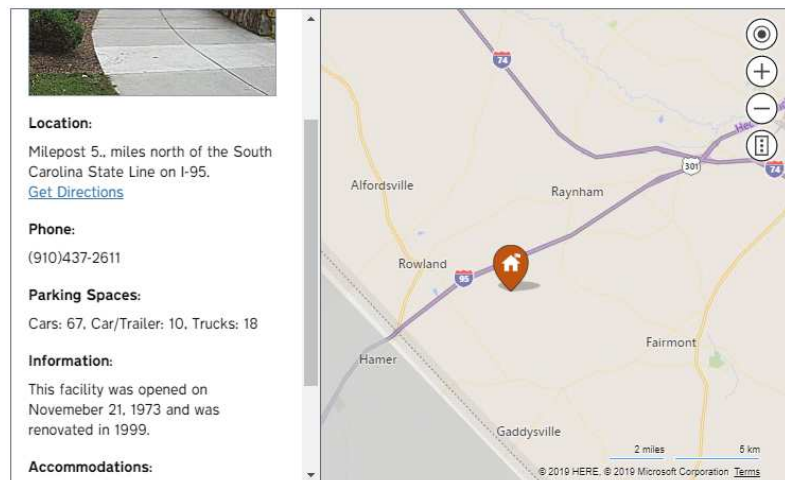 Location:
Milepost 5., miles north of the South
Carolina State Line on I-95.
Get Directions
Phone:
(910)437-2611
Parking Spaces:
Cars: 67, Car/Trailer: 10, Trucks: 18
Information:
This facility was opened on
Novemeber 21, 1973 and was
renovated in 1999.
Accommodations:
74
301
74
Alfordsville
Raynham
Rowland
95
Hamer
Fairmont
Gaddysville
2 miles
5 km
© 2019 HERE, © 2019 Microsoft Corporation Terms